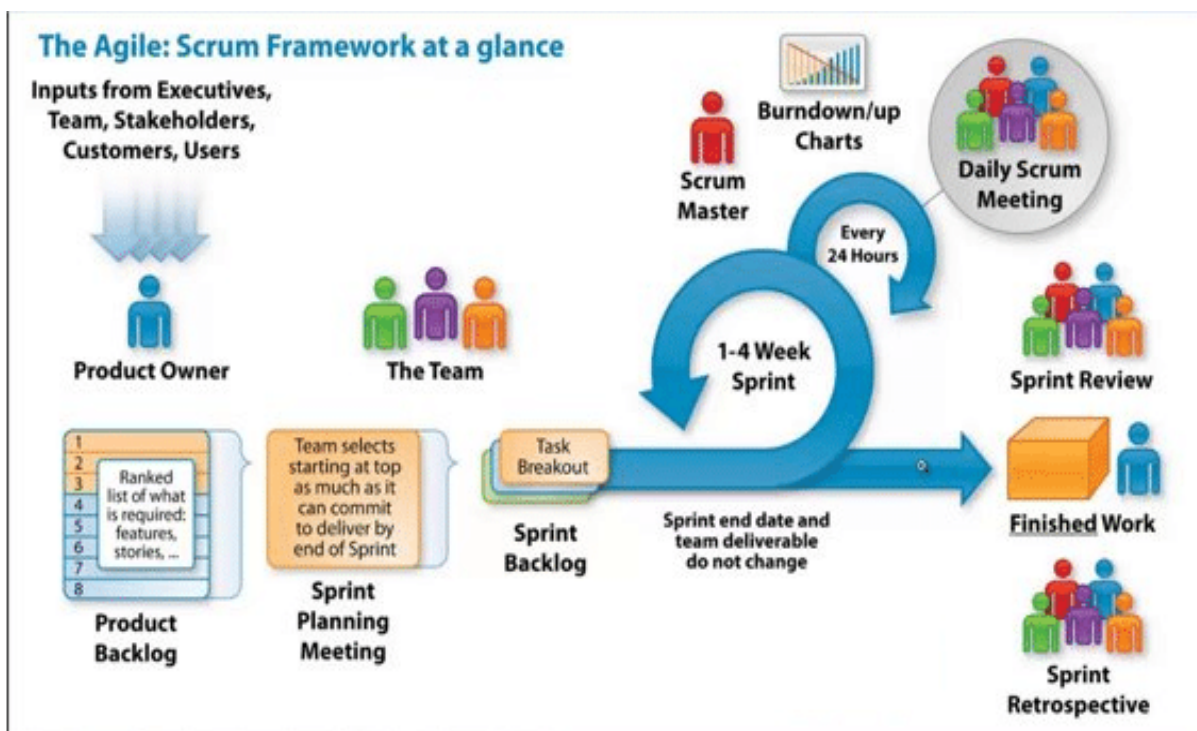 The Agile: Scrum Framework at a glance
Inputs from Executives,
Team, Stakeholders,
Customers, Users
Product Owner
The Team
Scrum
Master
Burndown/up
Charts
Daily Scrum
Meeting
Every
24 Hours
1-4 Week
Sprint
Sprint Review
1
2
3
4
5
6
7
8
Ranked
list of what
is required:
features,
stories, ...
Product
Backlog
Team selects
starting at top
as much as it
can commit
to deliver by
end of Sprint
Sprint
Planning
Meeting
Task
Breakout
Sprint
Backlog
Sprint end date and
team deliverable
do not change
Finished Work
Sprint
Retrospective